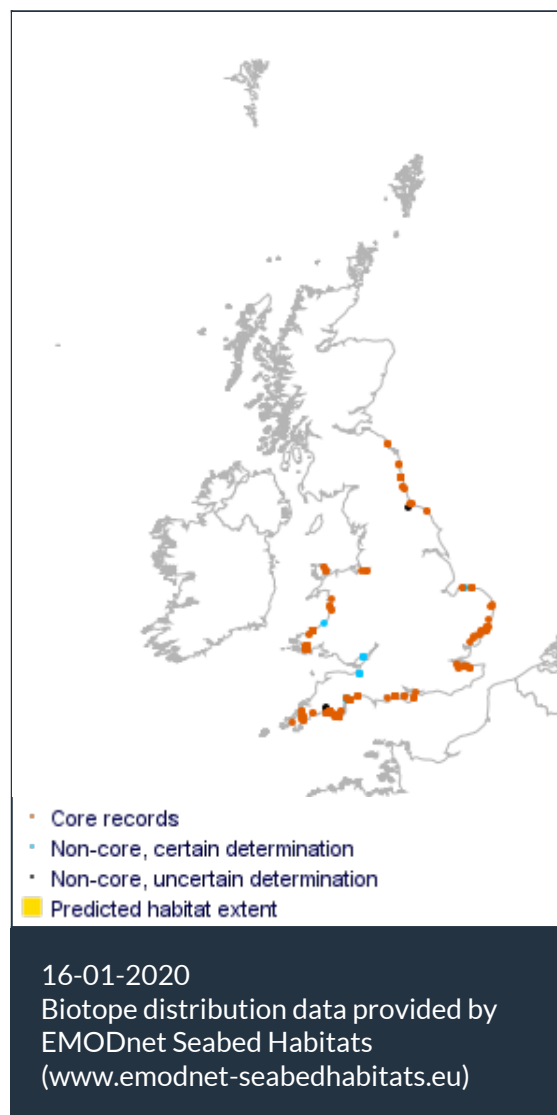 Core records
Non-core, certain determination
Non-core, uncertain determination
Predicted habitat extent
16-01-2020
Biotope distribution data provided by
EMODnet Seabed Habitats
(www.emodnet-seabedhabitats.eu)